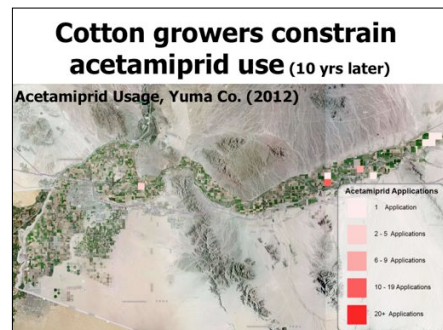 Cotton growers constrain
acetamiprid use (10 yrs later)
Acetamiprid Usage, Yuma Co. (2012)
Acetamiprid Applications
1 Application
2 - 5 Applications
6 - 9 Applications
10 - 19 Applications
20+ Applications